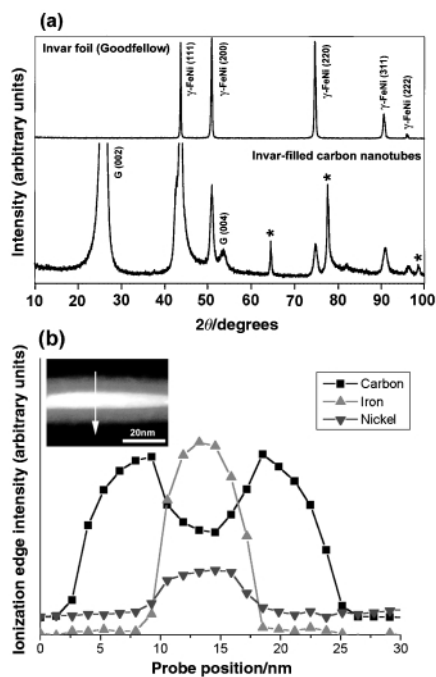 (a)
Invar foil (Goodfellow)
γ-FeNi (111)
γ-FeNi (200)
γ-FeNi (220)
γ-FeNi (311)
γ-FeNi (222)
Invar-filled carbon nanotubes
G (002)
G (004)
*
*
*
Intensity (arbitrary units)
10 20 30 40 50 60 70 80 90 100
2θ/degrees
(b)
20nm
Carbon
Iron
Nickel
Ionization edge intensity (arbitrary units)
0 5 10 15 20 25 30
Probe position/nm